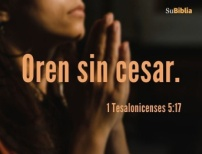 SuBiblia
Oren sin cesar.
1 Tesalonicenses 5:17